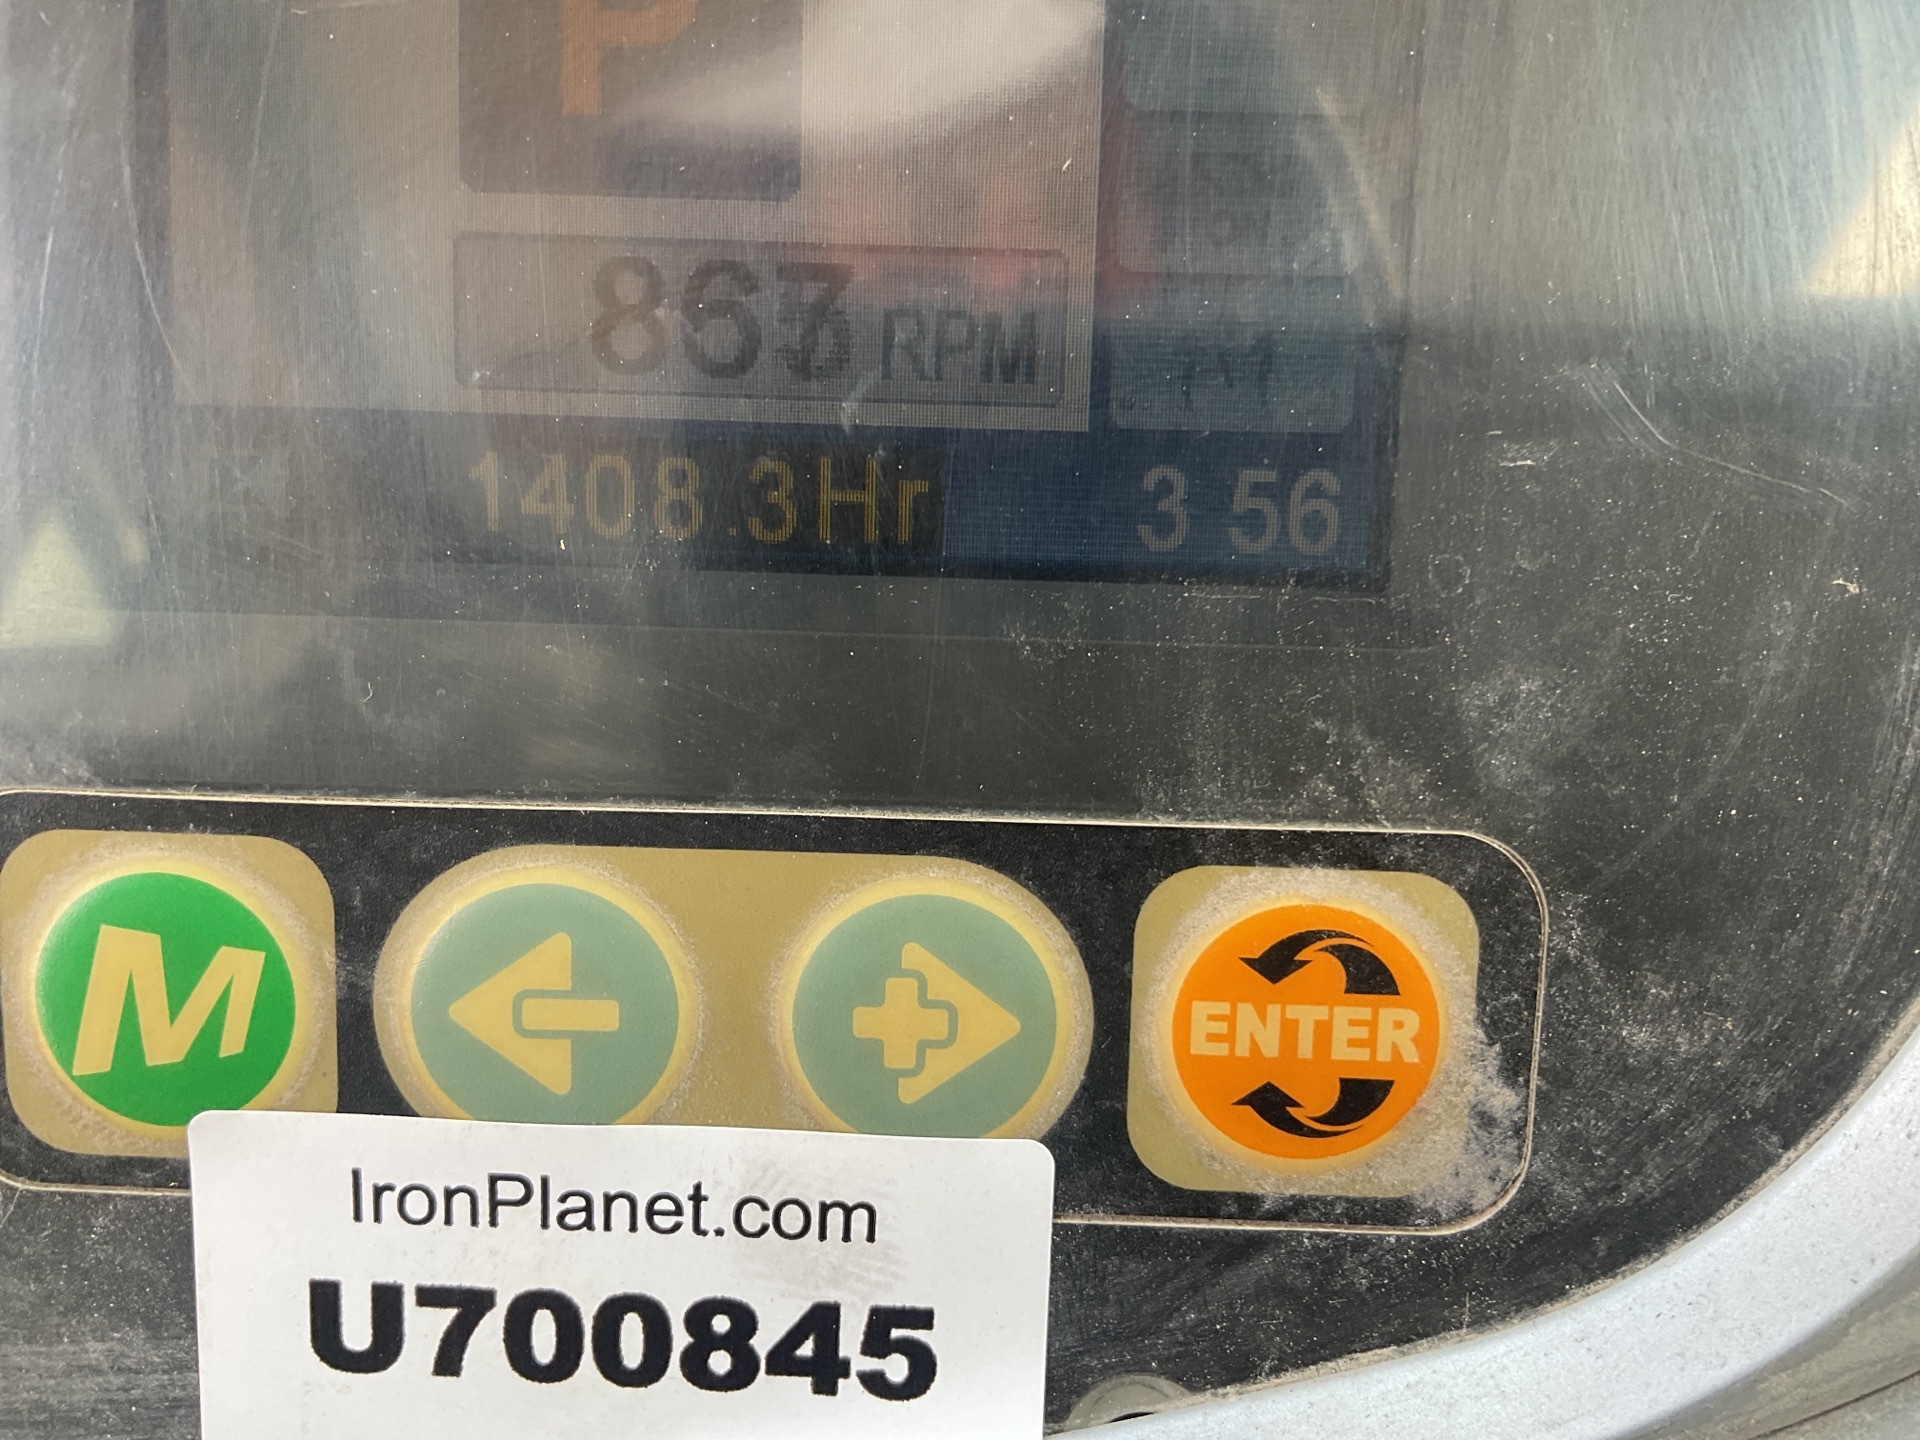 P
RPM
1408.3Hr 3 56
M
ENTER
IronPlanet.com
U700845